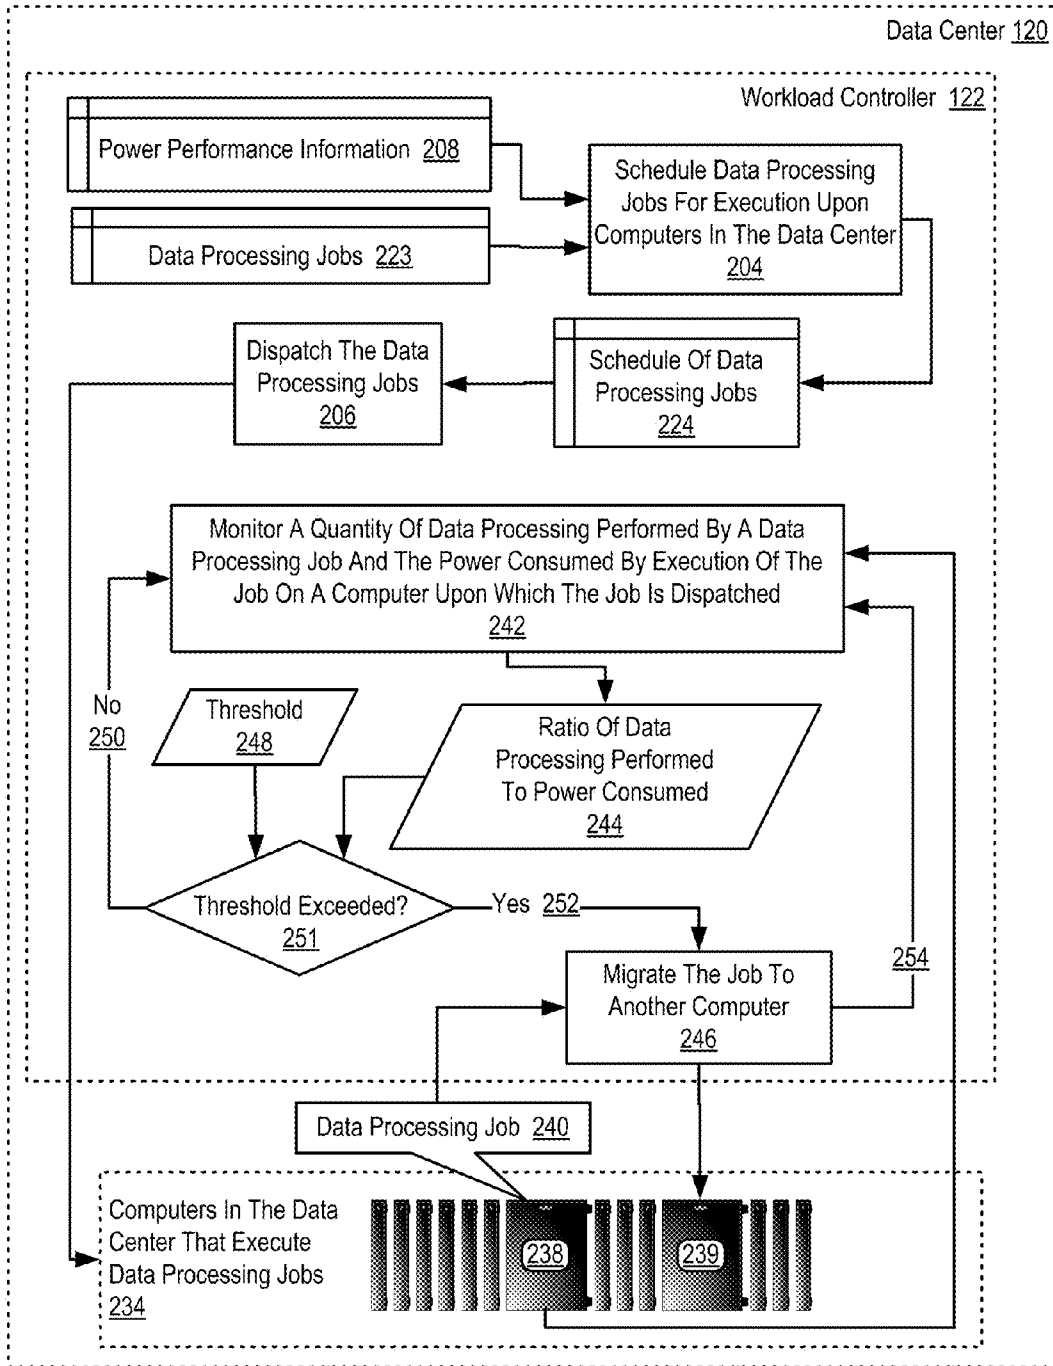 Data Center 120
Workload Controller 122
Power Performance Information 208
Schedule Data Processing
Jobs For Execution Upon
Computers In The Data Center
204
Data Processing Jobs 223
Dispatch The Data
Processing Jobs
206
Schedule Of Data
Processing Jobs
224
Monitor A Quantity Of Data Processing Performed By A Data
Processing Job And The Power Consumed By Execution Of The
Job On A Computer Upon Which The Job Is Dispatched
242
No
250
Threshold
248
Ratio Of Data
Processing Performed
To Power Consumed
244
Threshold Exceeded?
251
Yes 252
254
Migrate The Job To
Another Computer
246
Data Processing Job 240
Computers In The Data
Center That Execute
Data Processing Jobs
234
238
239